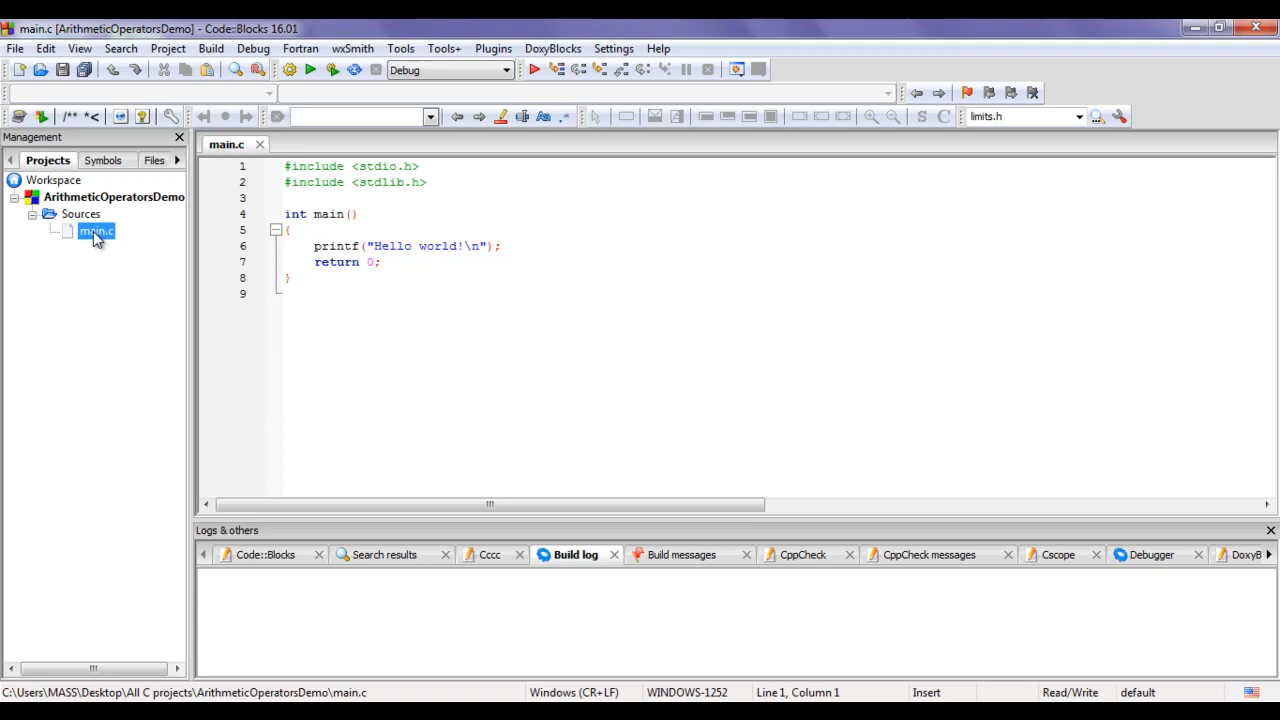 main.c [ArithmeticOperatorsDemo] - Code::Blocks 16.01
File Edit View Search Project Build Debug Fortran wxSmith Tools Tools+ Plugins DoxyBlocks Settings Help
Debug
/** *<
limits.h
Management
Projects Symbols Files
main.c
Workspace
ArithmeticOperatorsDemo
Sources
main.c
1 #include <stdio.h>
2 #include <stdlib.h>
3
4 int main()
5 {
6 printf("Hello world!\n");
7 return 0;
8 }
9
Logs & others
Code::Blocks Search results Cccc Build log Build messages CppCheck CppCheck messages Cscope Debugger DoxyB
C:\Users\MASS\Desktop\All C projects\ArithmeticOperatorsDemo\main.c Windows (CR+LF) WINDOWS-1252 Line 1, Column 1 Insert Read/Write default